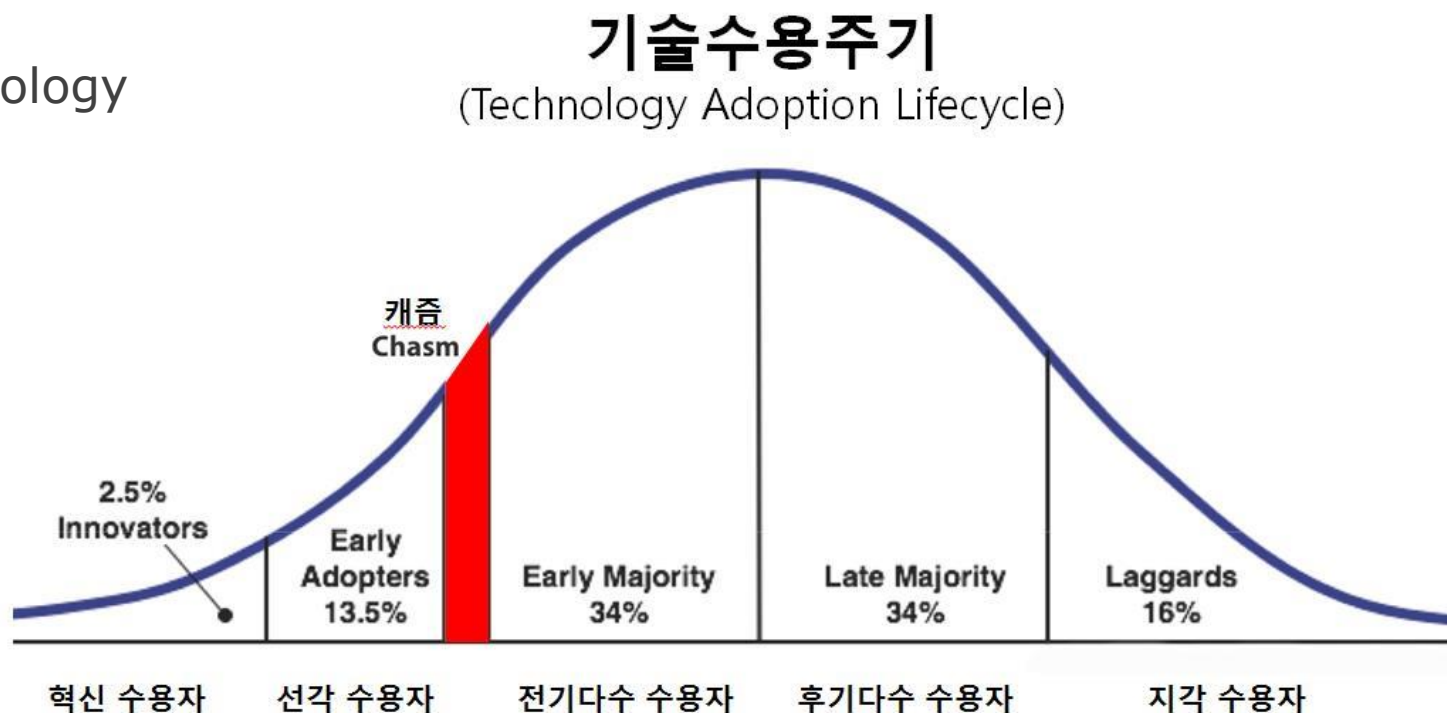 기술수용주기
ology
(Technology Adoption Lifecycle)
캐즘
Chasm
2.5%
Innovators
Early
Adopters
13.5%
Early Majority
34%
Late Majority
34%
Laggards
16%
혁신 수용자
선각 수용자
전기다수 수용자
후기다수 수용자
지각 수용자